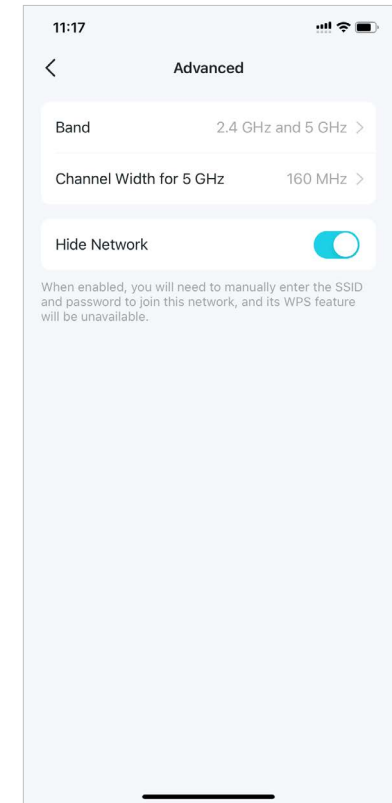 11:17
Advanced
Band 2.4 GHz and 5 GHz >
Channel Width for 5 GHz 160 MHz >
Hide Network
When enabled, you will need to manually enter the SSID
and password to join this network, and its WPS feature
will be unavailable.